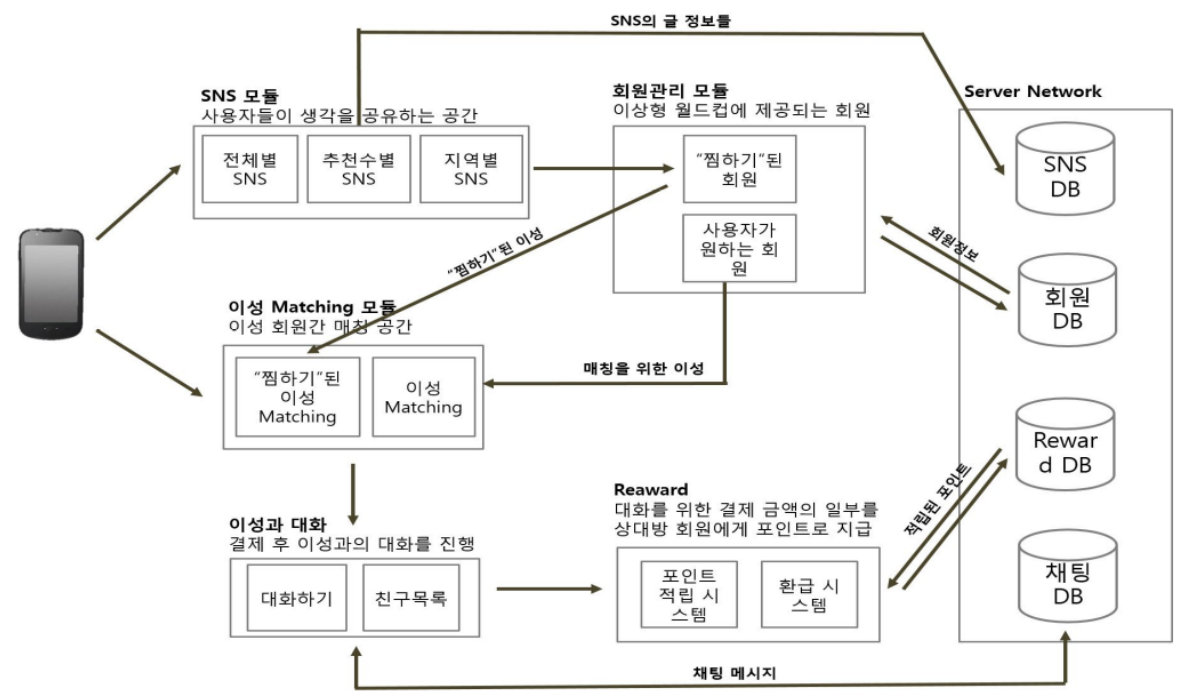 SNS의 글 정보들
SNS 모듈
사용자들이 생각을 공유하는 공간
전체별
SNS
추천수별
SNS
지역별
SNS
회원관리 모듈
이상형 월드컵에 제공되는 회원
"찜하기"된
회원
사용자가
원하는 회
원
Server Network
SNS
DB
회원정보
회원
DB
"찜하기"된 이성
이성 Matching 모듈
이성 회원간 매칭 공간
"찜하기"된
이성
Matching
이성
Matching
매칭을 위한 이성
Rewar
d DB
적립된 포인트
이성과 대화
결제 후 이성과의 대화를 진행
대화하기
친구목록
Reaward
대화를 위한 결제 금액의 일부를
상대방 회원에게 포인트로 지급
포인트
적립 시
스템
환급 시
스템
채팅
DB
채팅 메시지